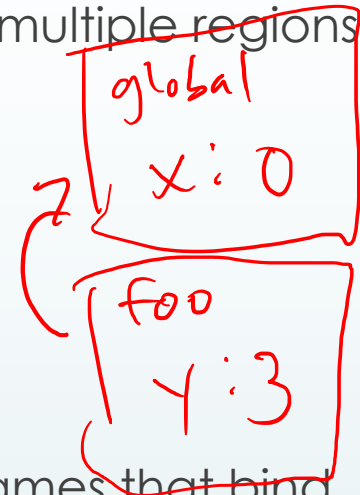 multiple regions
global
x: 0
foo
y: 3
ames that bind